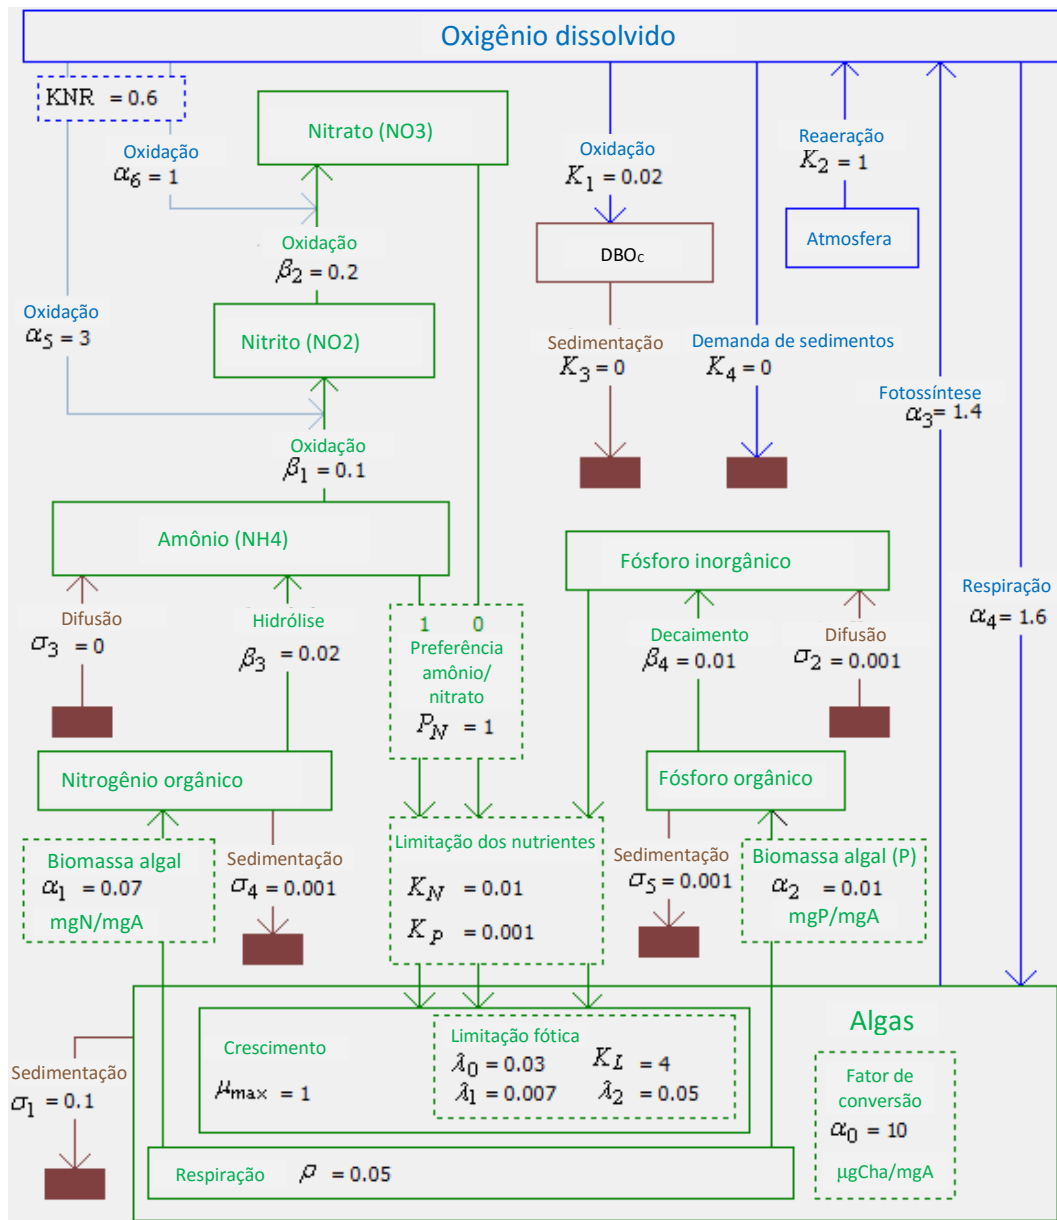 Oxigênio dissolvido
KNR = 0.6
Nitrato (NO3)
Oxidação
α6 = 1
Oxidação
K1 = 0.02
Reaeração
K2 = 1
Atmosfera
DBOc
Oxidação
β2 = 0.2
Oxidação
α5 = 3
Nitrito (NO2)
Sedimentação
K3 = 0
Demanda de sedimentos
K4 = 0
Fotossíntese
α3 = 1.4
Oxidação
β1 = 0.1
Amônio (NH4)
Fósforo inorgânico
Respiração
α4 = 1.6
Difusão
σ3 = 0
Hidrólise
β3 = 0.02
1 0
Preferência
amônio/
nitrato
PN = 1
Decaimento
β4 = 0.01
Difusão
σ2 = 0.001
Nitrogênio orgânico
Fósforo orgânico
Biomassa algal
α1 = 0.07
mgN/mgA
Sedimentação
σ4 = 0.001
Limitação dos nutrientes
KN = 0.01
KP = 0.001
Sedimentação
σ5 = 0.001
Biomassa algal (P)
α2 = 0.01
mgP/mgA
Algas
Crescimento
μmax = 1
Limitação fótica
λ0 = 0.03 KL = 4
λ1 = 0.007 λ2 = 0.05
Fator de
conversão
α0 = 10
μgCha/mgA
Sedimentação
σ1 = 0.1
Respiração ρ = 0.05